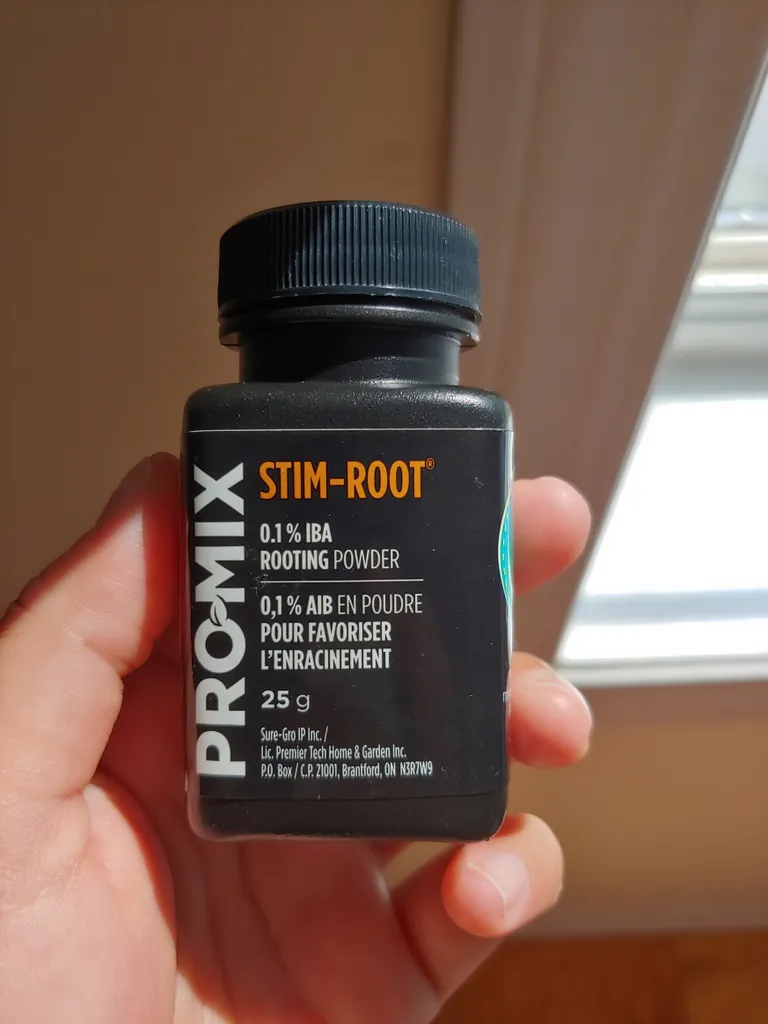 PRO-MIX
STIM-ROOT®
0.1 % IBA
ROOTING POWDER
0,1 % AIB EN POUDRE
POUR FAVORISER
L'ENRACINEMENT
25 g
Sure-Gro IP Inc. /
Lic. Premier Tech Home & Garden Inc.
P.O. Box / C.P. 21001, Brantford, ON N3R7W9